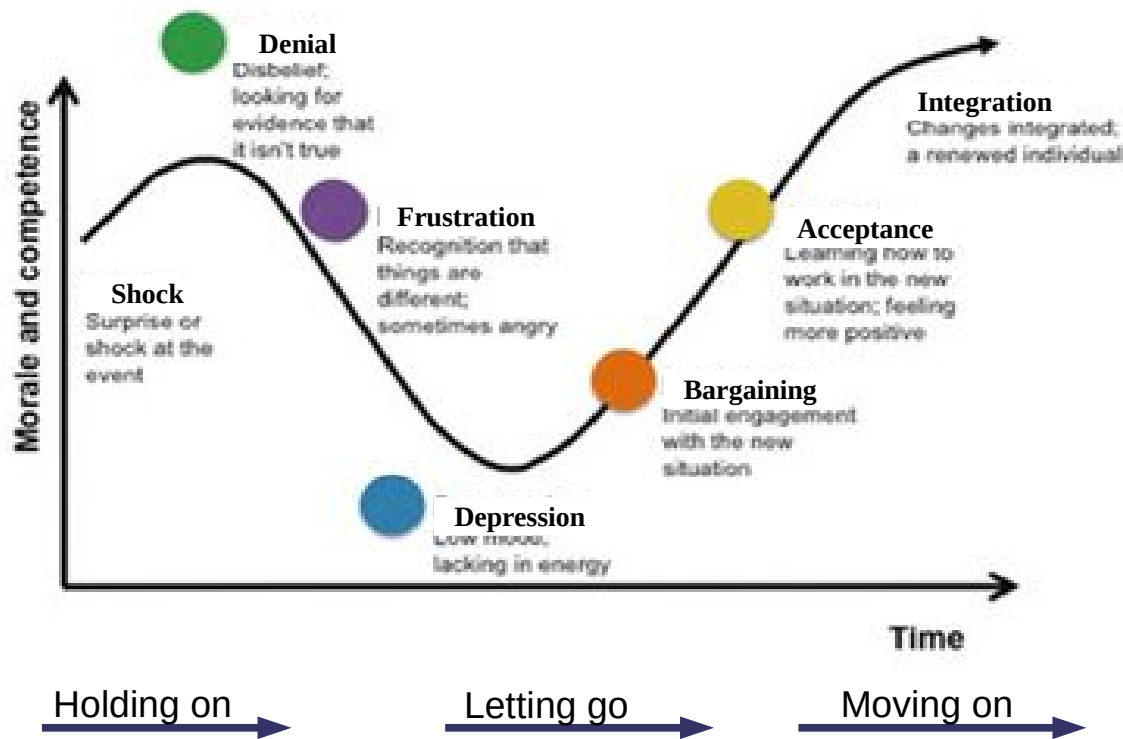 Denial
Disbelief;
looking for
evidence that
it isn't true
Integration
Changes integrated;
a renewed individual
Morale and competence
Frustration
Recognition that
things are
different;
sometimes angry
Acceptance
Learning how to
work in the new
situation; feeling
more positive
Shock
Surprise or
shock at the
event
Bargaining
Initial engagement
with the new
situation
Depression
Low mood;
lacking in energy
Time
Holding on
Letting go
Moving on